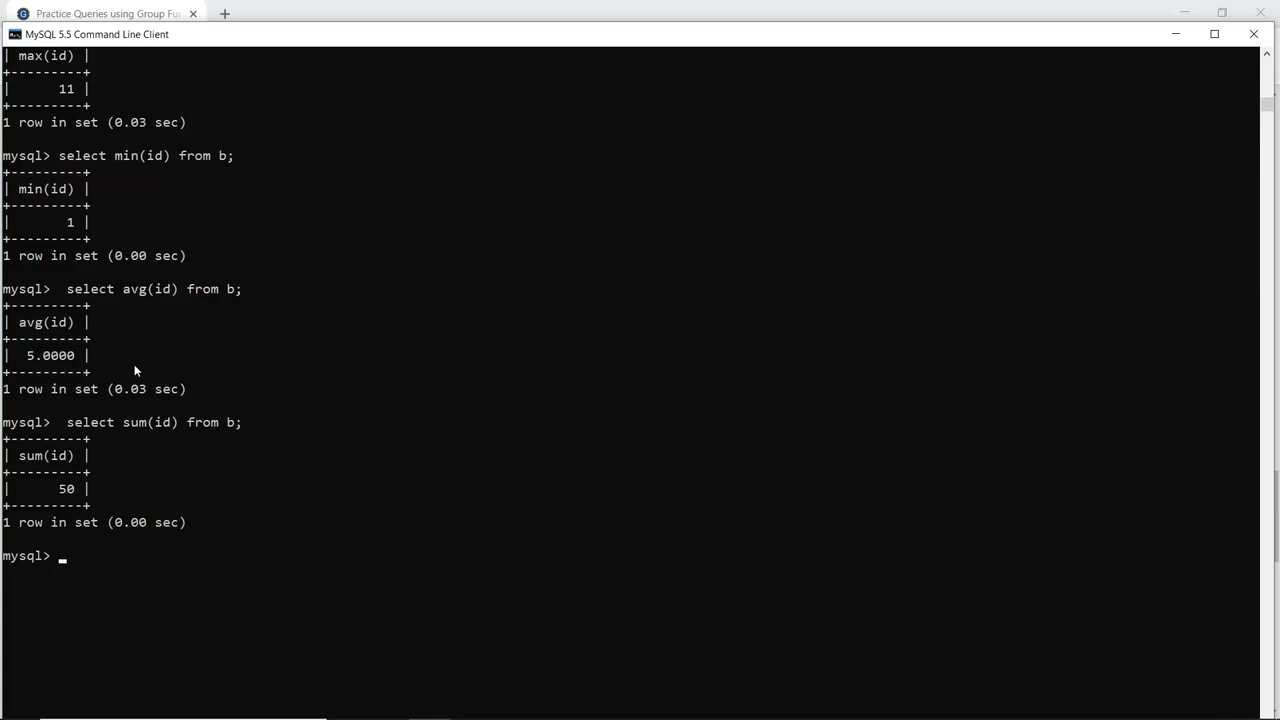 Practice Queries using Group Fu
MySQL 5.5 Command Line Client
| max(id) |
+---------+
|      11 |
+---------+
1 row in set (0.03 sec)
mysql> select min(id) from b;
+---------+
| min(id) |
+---------+
|       1 |
+---------+
1 row in set (0.00 sec)
mysql>  select avg(id) from b;
+---------+
| avg(id) |
+---------+
|  5.0000 |
+---------+
1 row in set (0.03 sec)
mysql>  select sum(id) from b;
+---------+
| sum(id) |
+---------+
|      50 |
+---------+
1 row in set (0.00 sec)
mysql> _